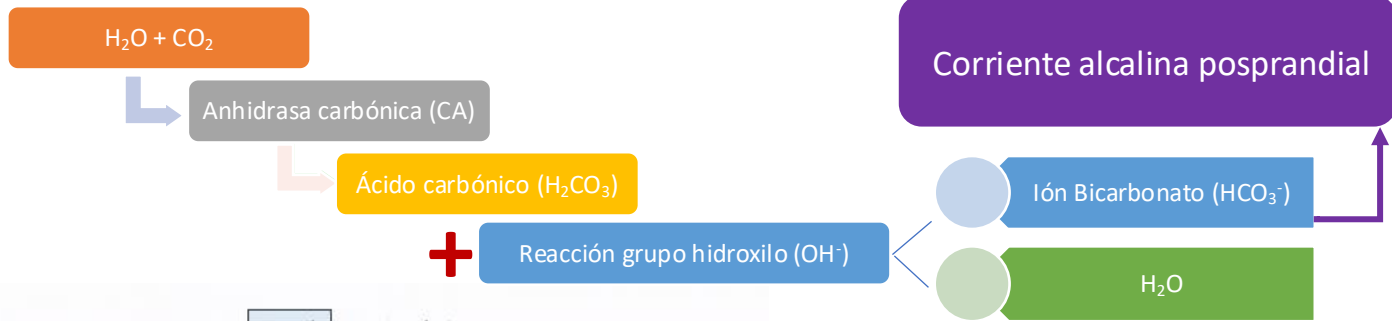 H₂O + CO₂
Corriente alcalina posprandial
Anhidrasa carbónica (CA)
Ácido carbónico (H₂CO₃)
Ión Bicarbonato (HCO₃⁻)
+
Reacción grupo hidroxilo (OH⁻)
H₂O